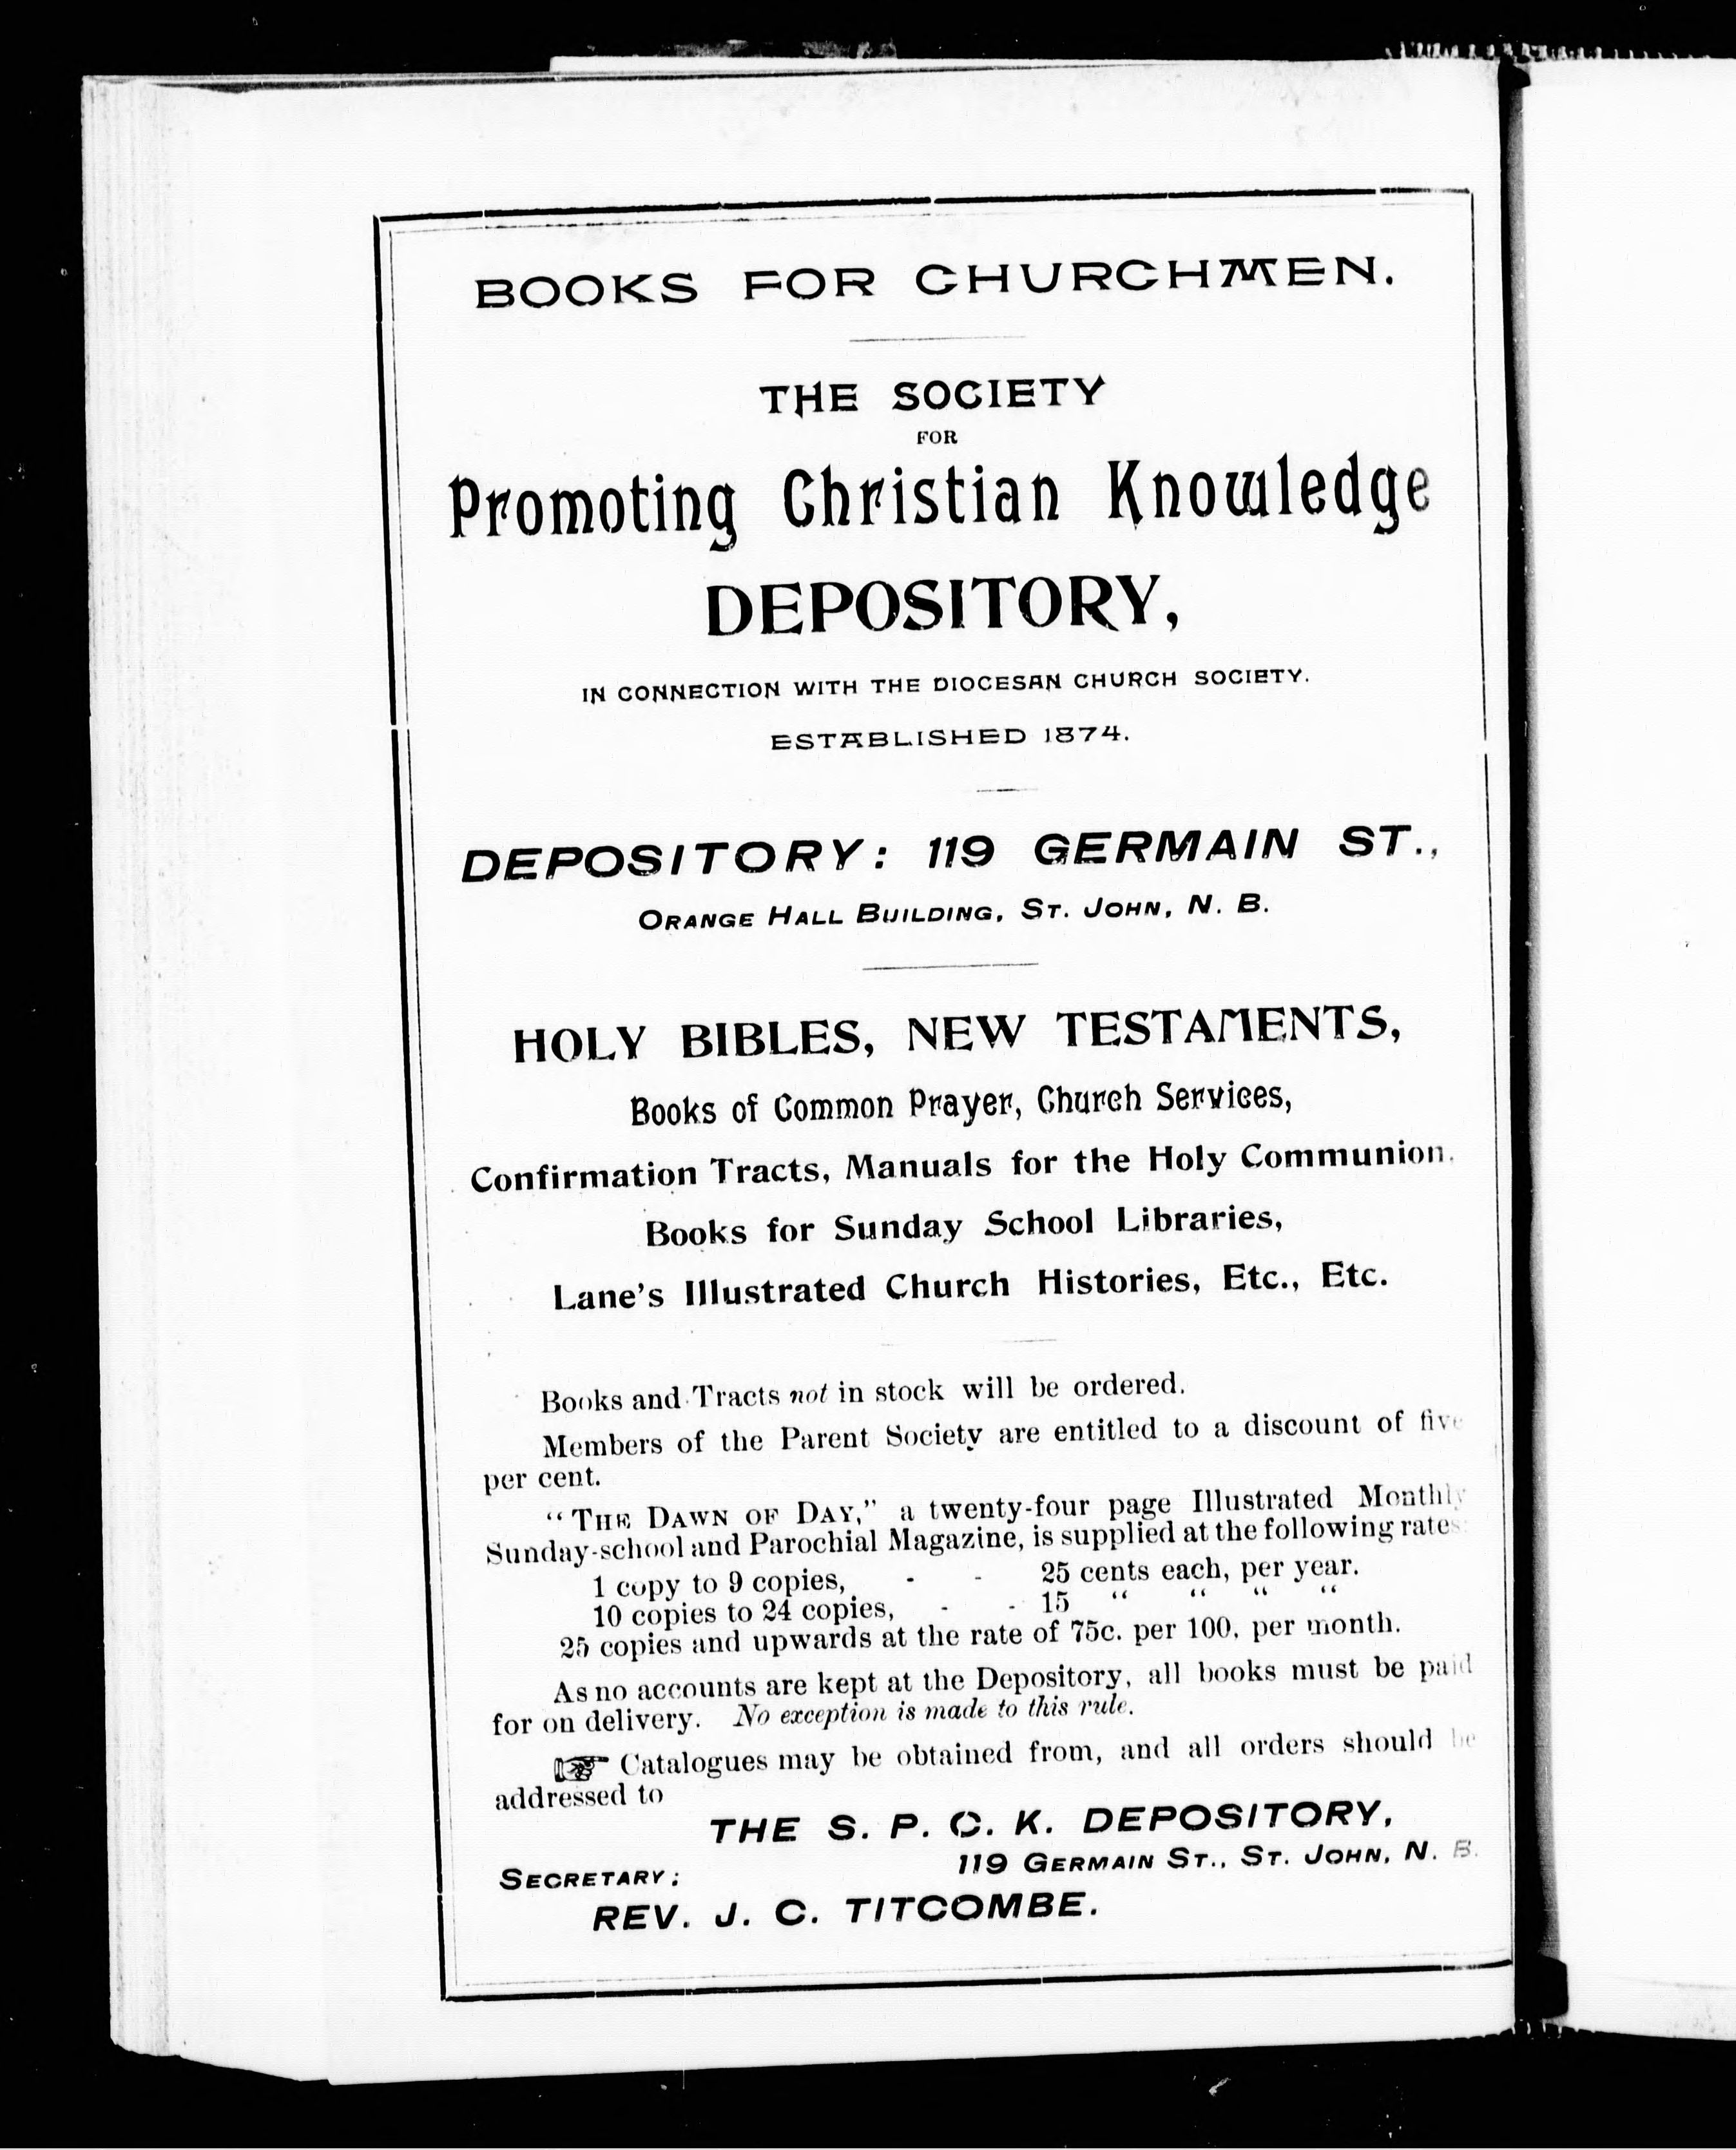 BOOKS FOR CHURCHMEN.
THE SOCIETY
FOR
Promoting Christian Knowledge
DEPOSITORY,
IN CONNECTION WITH THE DIOCESAN CHURCH SOCIETY.
ESTABLISHED 1874.
DEPOSITORY: 119 GERMAIN ST.,
ORANGE HALL BUILDING, ST. JOHN, N. B.
HOLY BIBLES, NEW TESTAMENTS,
Books of Common Prayer, Church Services,
Confirmation Tracts, Manuals for the Holy Communion.
Books for Sunday School Libraries,
Lane's Illustrated Church Histories, Etc., Etc.
Books and Tracts not in stock will be ordered.
Members of the Parent Society are entitled to a discount of five
per cent.
"THE DAWN OF DAY," a twenty-four page Illustrated Monthly
Sunday-school and Parochial Magazine, is supplied at the following rates:
1 copy to 9 copies, - - 25 cents each, per year.
10 copies to 24 copies, - - 15 " " " "
25 copies and upwards at the rate of 75c. per 100, per month.
As no accounts are kept at the Depository, all books must be paid
for on delivery. No exception is made to this rule.
☞ Catalogues may be obtained from, and all orders should be
addressed to
THE S. P. C. K. DEPOSITORY,
119 GERMAIN ST., ST. JOHN, N. B.
SECRETARY:
REV. J. C. TITCOMBE.